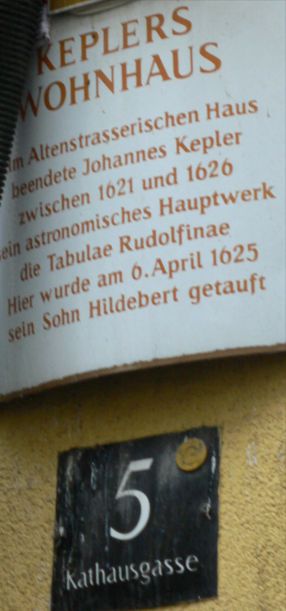 KEPLERS
WOHNHAUS
Im Altenstrasserischen Haus
beendete Johannes Kepler
zwischen 1621 und 1626
sein astronomisches Hauptwerk
die Tabulae Rudolfinae
Hier wurde am 6. April 1625
sein Sohn Hildebert getauft
5
Kathausgasse